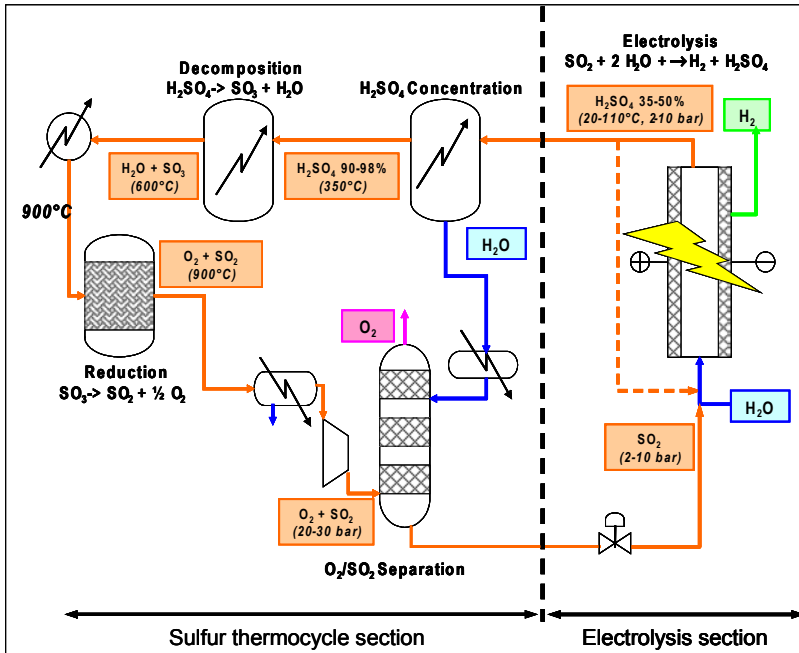 Electrolysis
SO₂ + 2 H₂O + →H₂ + H₂SO₄
Decomposition
H₂SO₄-> SO₃ + H₂O
H₂SO₄ Concentration
H₂SO₄ 35-50%
(20-110°C, 2-10 bar)
H₂
H₂O + SO₃
(600°C)
H₂SO₄ 90-98%
(350°C)
900°C
O₂ + SO₂
(900°C)
H₂O
O₂
Reduction
SO₃-> SO₂ + ½ O₂
H₂O
SO₂
(2-10 bar)
O₂ + SO₂
(20-30 bar)
O₂/SO₂ Separation
Sulfur thermocycle section
Electrolysis section